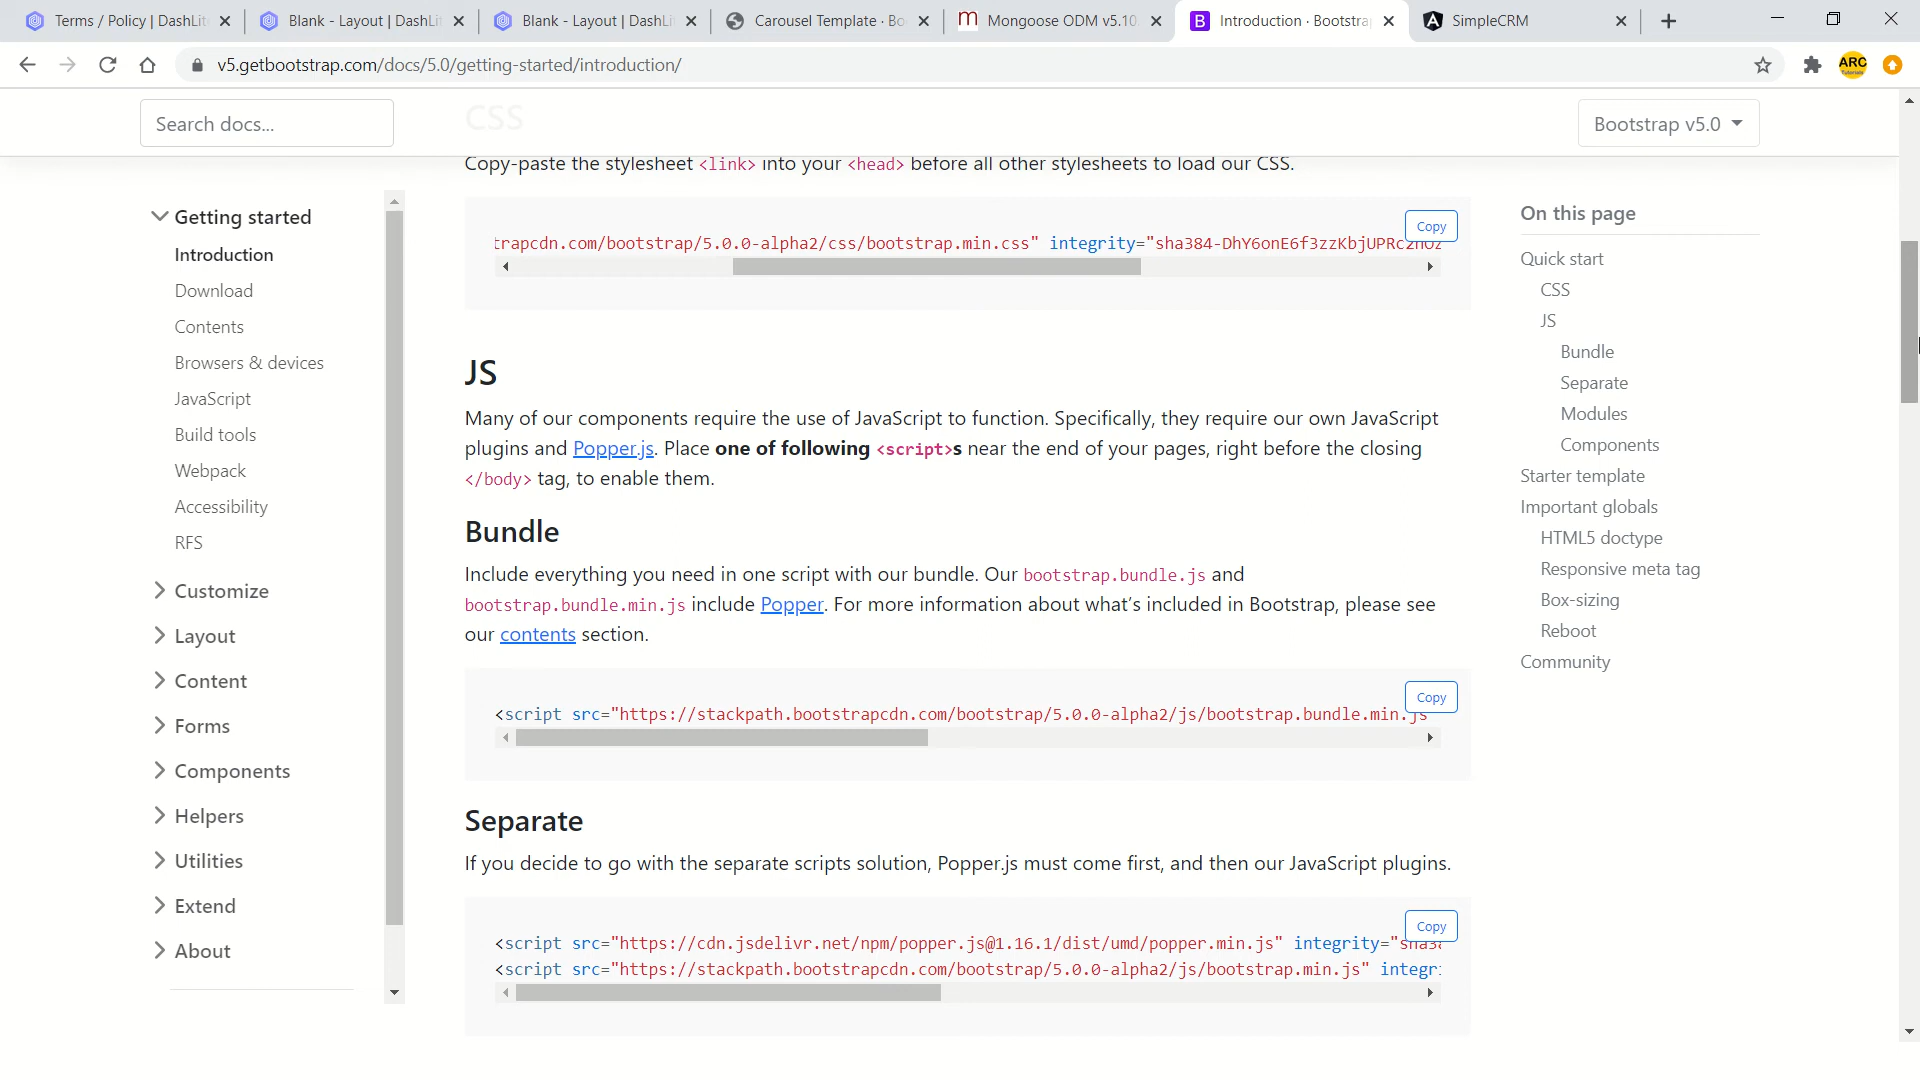 Terms / Policy | DashLit
Blank - Layout | DashLit
Blank - Layout | DashLit
Carousel Template · Bo
Mongoose ODM v5.10
Introduction · Bootstra
SimpleCRM
v5.getbootstrap.com/docs/5.0/getting-started/introduction/
ARC
Search docs...
CSS
Bootstrap v5.0
Copy-paste the stylesheet <link> into your <head> before all other stylesheets to load our CSS.
Getting started
Introduction
Download
Contents
Browsers & devices
JavaScript
Build tools
Webpack
Accessibility
RFS
Customize
Layout
Content
Forms
Components
Helpers
Utilities
Extend
About
Copy
trapcdn.com/bootstrap/5.0.0-alpha2/css/bootstrap.min.css" integrity="sha384-DhY6onE6f3zzKbjUPRc2hOz
JS
Many of our components require the use of JavaScript to function. Specifically, they require our own JavaScript
plugins and Popper.js. Place one of following <script>s near the end of your pages, right before the closing
</body> tag, to enable them.
Bundle
Include everything you need in one script with our bundle. Our bootstrap.bundle.js and
bootstrap.bundle.min.js include Popper. For more information about what's included in Bootstrap, please see
our contents section.
Copy
<script src="https://stackpath.bootstrapcdn.com/bootstrap/5.0.0-alpha2/js/bootstrap.bundle.min.js
Separate
If you decide to go with the separate scripts solution, Popper.js must come first, and then our JavaScript plugins.
Copy
<script src="https://cdn.jsdelivr.net/npm/popper.js@1.16.1/dist/umd/popper.min.js" integrity="sha38
<script src="https://stackpath.bootstrapcdn.com/bootstrap/5.0.0-alpha2/js/bootstrap.min.js" integri
On this page
Quick start
CSS
JS
Bundle
Separate
Modules
Components
Starter template
Important globals
HTML5 doctype
Responsive meta tag
Box-sizing
Reboot
Community